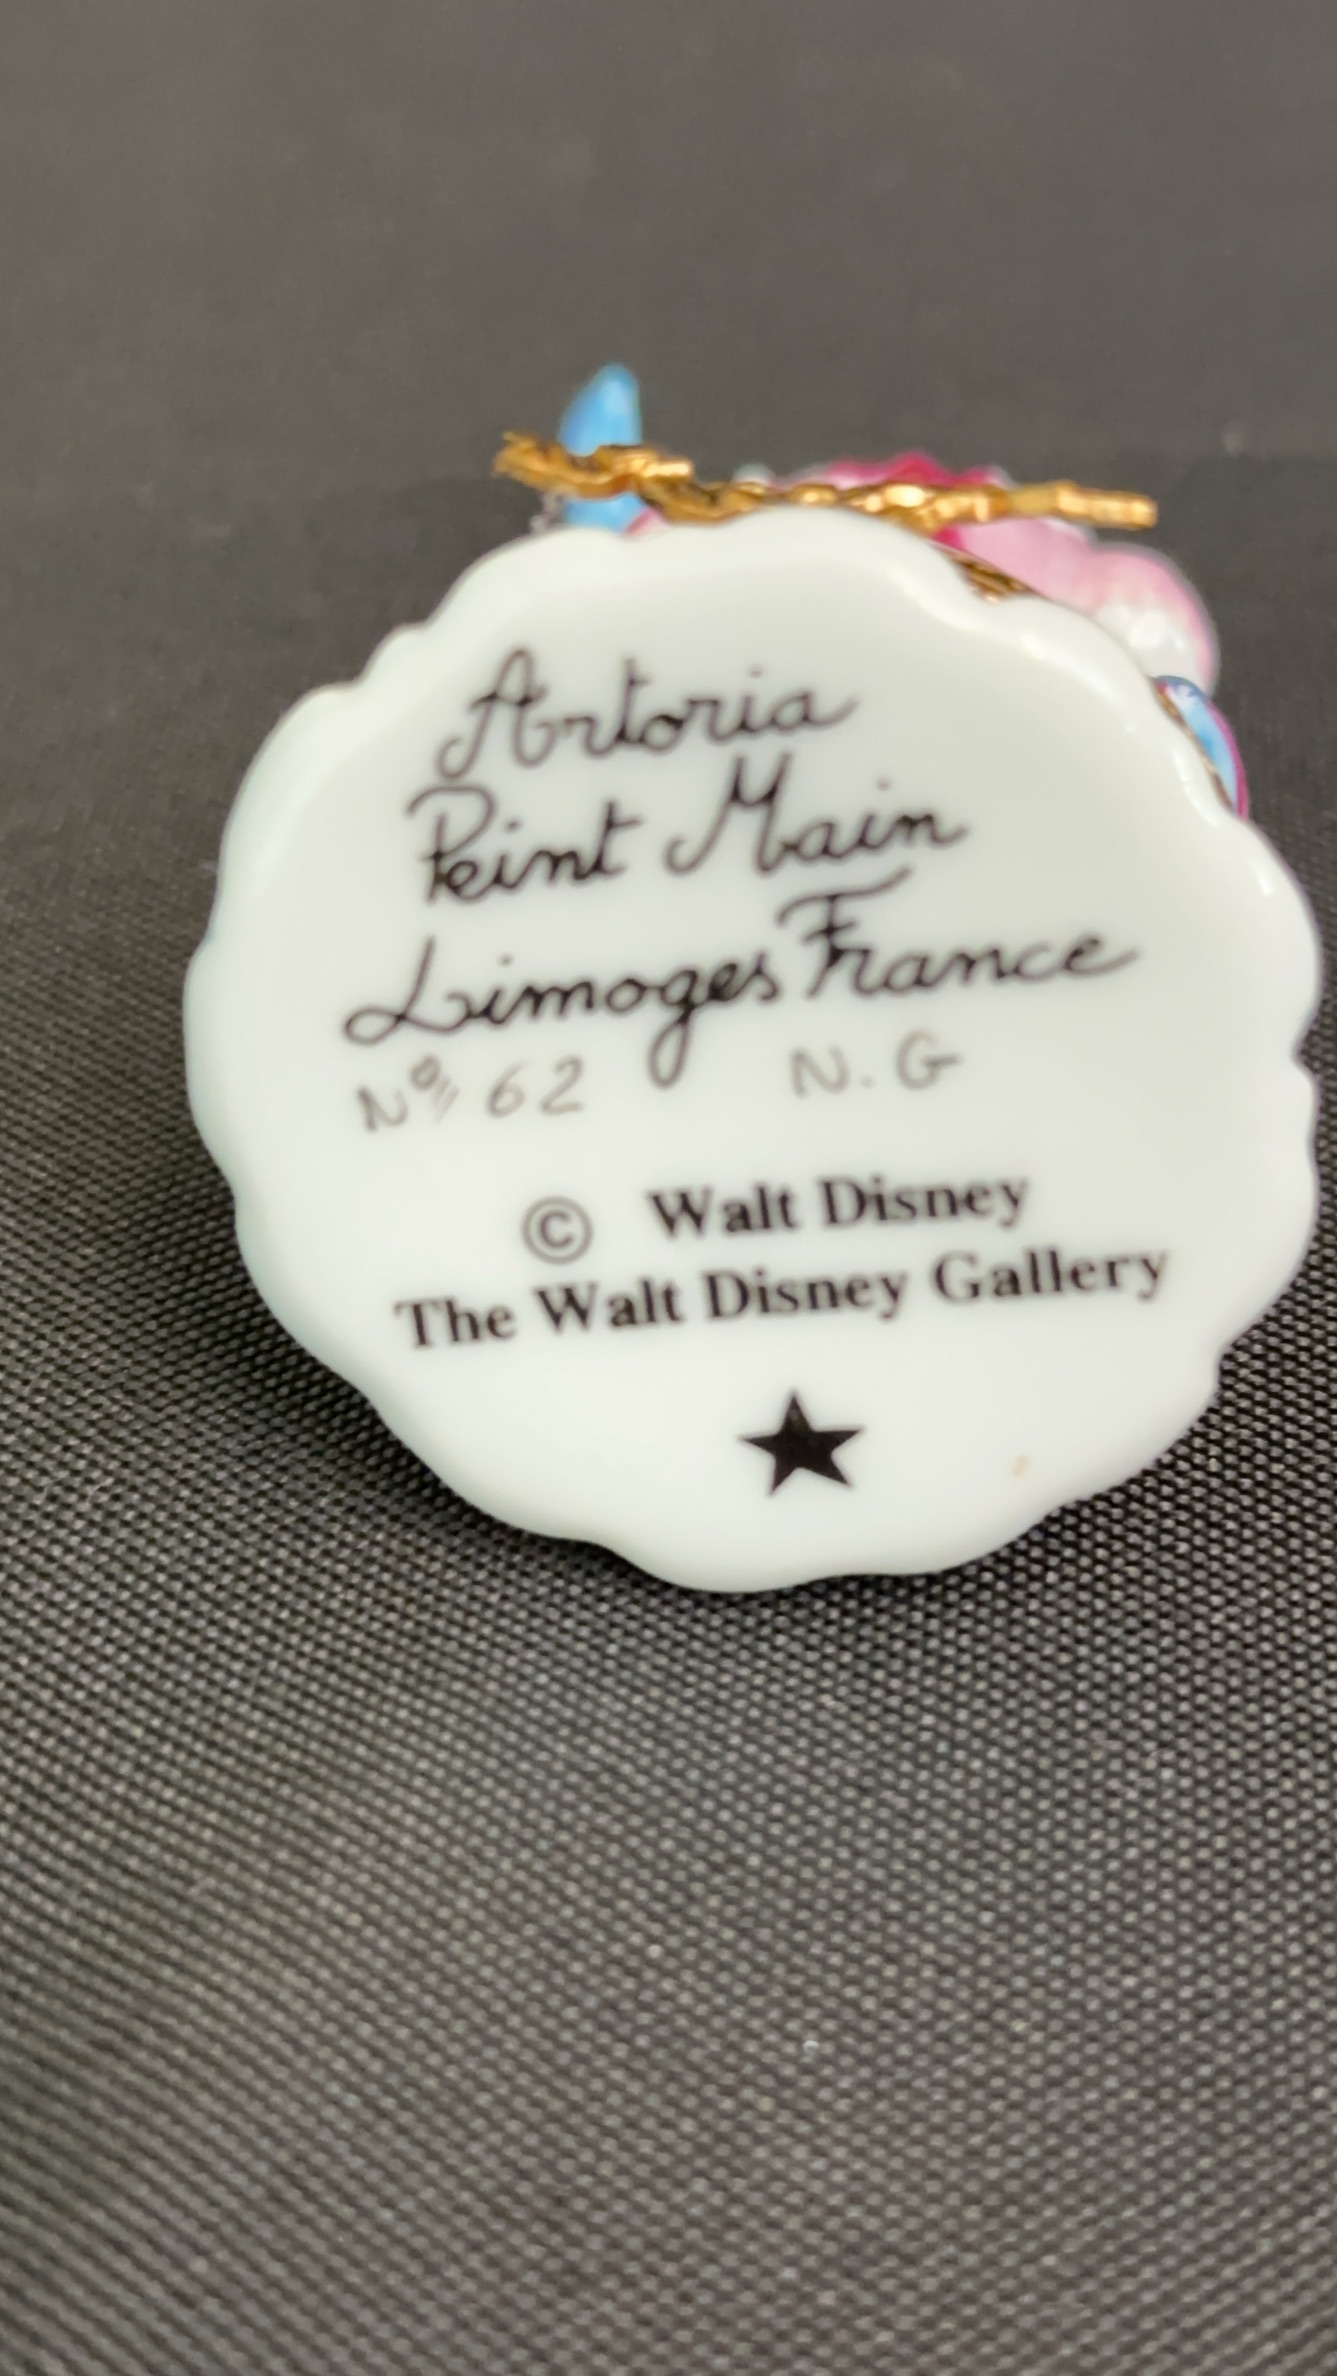 Artoria
Peint Main
Limoges France
Nº 62 N.G
© Walt Disney
The Walt Disney Gallery